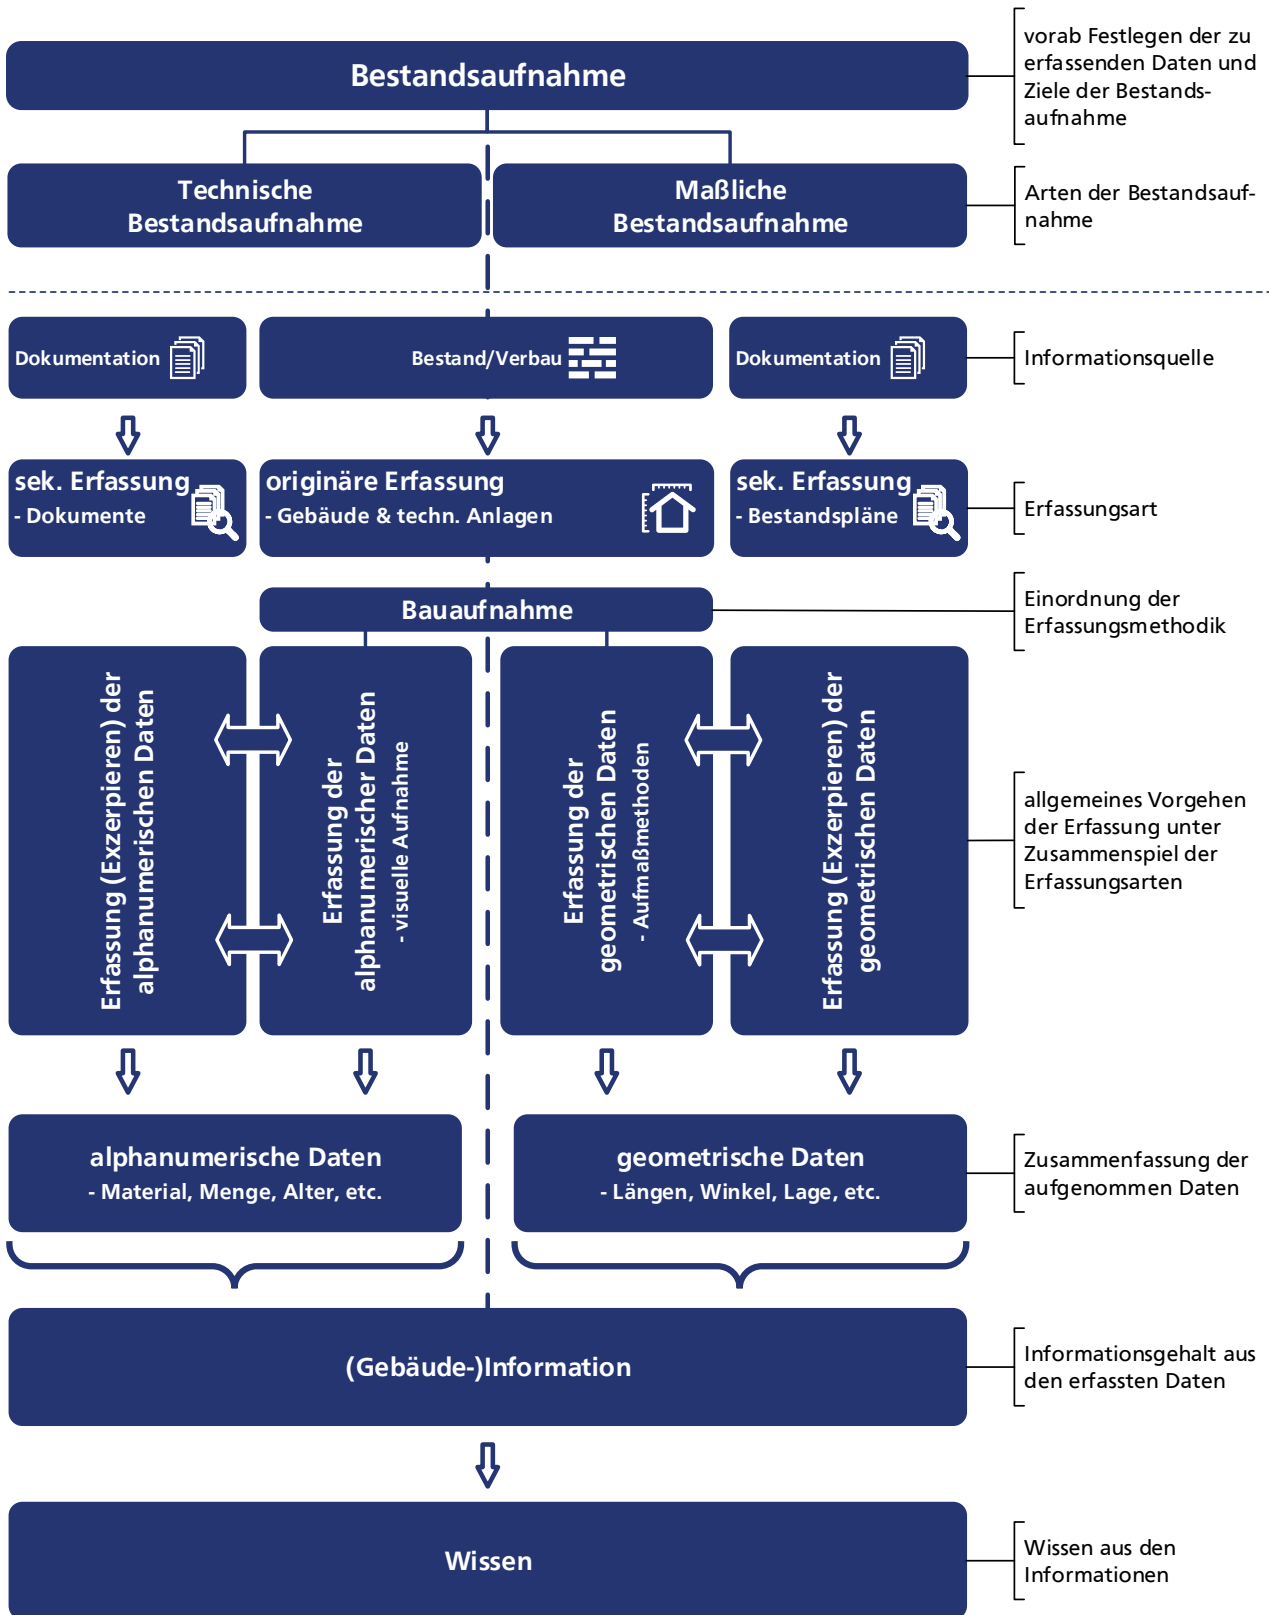 Bestandsaufnahme
vorab Festlegen der zu
erfassenden Daten und
Ziele der Bestands-
aufnahme
Technische
Bestandsaufnahme
Maßliche
Bestandsaufnahme
Arten der Bestandsauf-
nahme
Dokumentation
Bestand/Verbau
Dokumentation
Informationsquelle
sek. Erfassung
- Dokumente
originäre Erfassung
- Gebäude & techn. Anlagen
sek. Erfassung
- Bestandspläne
Erfassungsart
Bauaufnahme
Einordnung der
Erfassungsmethodik
Erfassung (Exzerpieren) der
alphanumerischen Daten
Erfassung der
alphanumerischer Daten
- visuelle Aufnahme
Erfassung der
geometrischen Daten
- Aufmaßmethoden
Erfassung (Exzerpieren) der
geometrischen Daten
allgemeines Vorgehen
der Erfassung unter
Zusammenspiel der
Erfassungsarten
alphanumerische Daten
- Material, Menge, Alter, etc.
geometrische Daten
- Längen, Winkel, Lage, etc.
Zusammenfassung der
aufgenommen Daten
(Gebäude-)Information
Informationsgehalt aus
den erfassten Daten
Wissen
Wissen aus den
Informationen